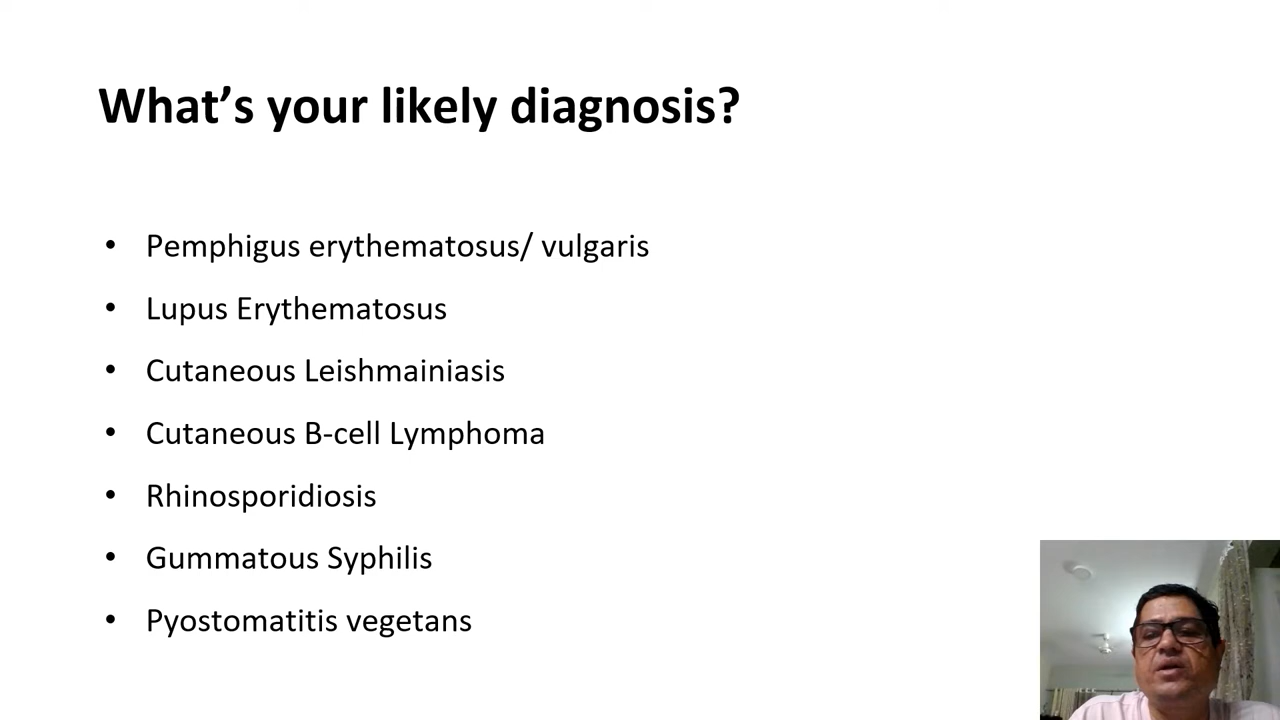 What’s your likely diagnosis?
• Pemphigus erythematosus/ vulgaris
• Lupus Erythematosus
• Cutaneous Leishmainiasis
• Cutaneous B-cell Lymphoma
• Rhinosporidiosis
• Gummatous Syphilis
• Pyostomatitis vegetans